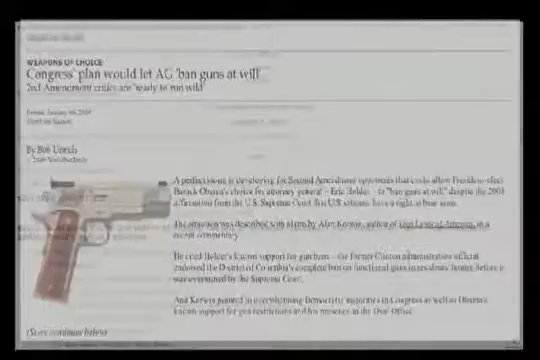 WEAPONS OF CHOICE
Congress' plan would let AG 'ban guns at will'
2nd Amendment critics are 'ready to run wild'
By Bob Unruh
A perfect storm is developing for Second Amendment opponents that could allow President-elect
Barack Obama's choice for attorney general – Eric Holder – to "ban guns at will," despite the 2008
affirmation from the U.S. Supreme Court that U.S. citizens have a right to bear arms.
The situation was described with alarm by Alan Korwin, author of Gun Laws of America, in a
recent commentary.
He cited Holder's known support for gun bans – the former Clinton administration official
endorsed the District of Columbia's complete ban on functional guns in residents' homes before it
was overturned by the Supreme Court.
And Korwin pointed to overwhelming Democratic majorities in Congress as well as Obama's
known support for gun restrictions and his presence in the Oval Office.
(Story continues below)